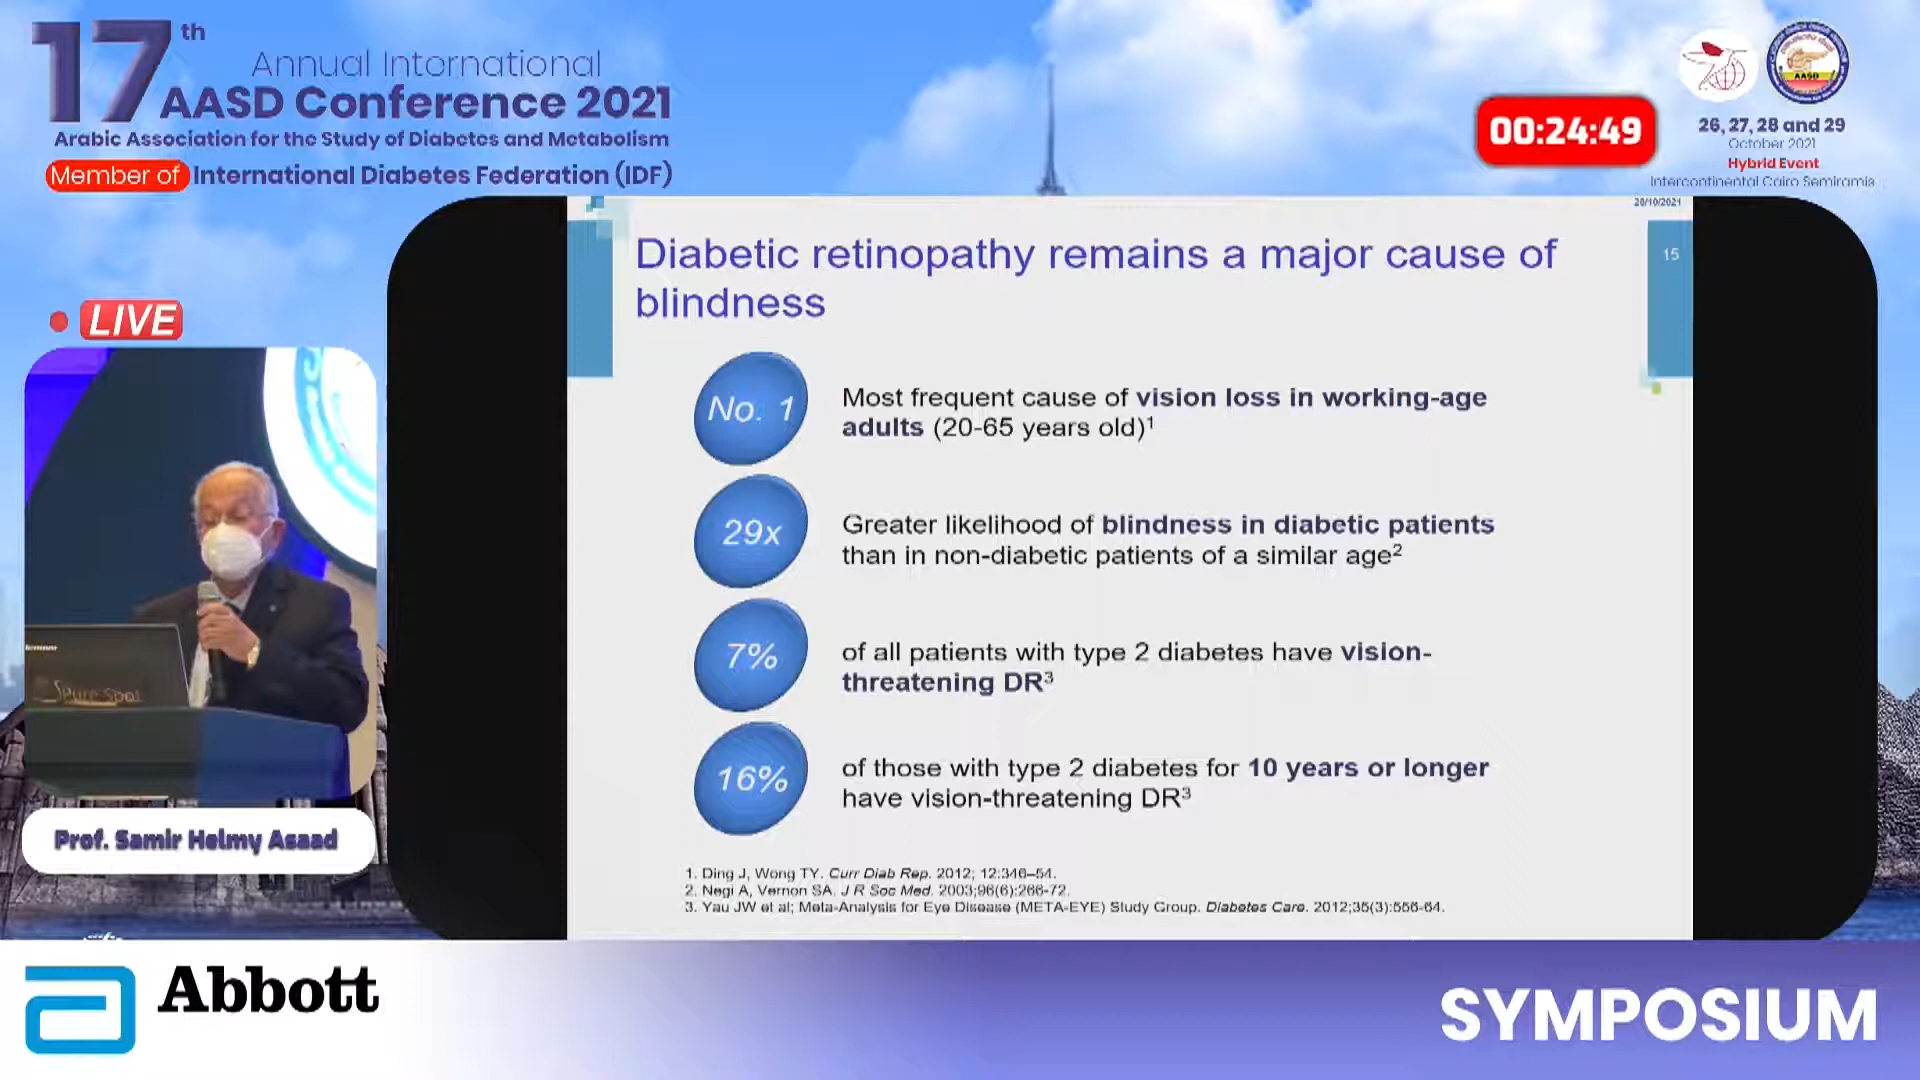 17th
Annual International
AASD Conference 2021
Arabic Association for the Study of Diabetes and Metabolism
Member of International Diabetes Federation (IDF)
00:24:49
AASD
26, 27, 28 and 29
October 2021
Hybrid Event
Intercontinental Cairo Semiramis
LIVE
Prof. Samir Helmy Asaad
28/10/2021
15
Diabetic retinopathy remains a major cause of
blindness
No. 1
Most frequent cause of vision loss in working-age
adults (20-65 years old)1
29x
Greater likelihood of blindness in diabetic patients
than in non-diabetic patients of a similar age2
7%
of all patients with type 2 diabetes have vision-
threatening DR3
16%
of those with type 2 diabetes for 10 years or longer
have vision-threatening DR3
1. Ding J, Wong TY. Curr Diab Rep. 2012; 12:346–54.
2. Negi A, Vernon SA. J R Soc Med. 2003;96(6):266-72.
3. Yau JW et al; Meta-Analysis for Eye Disease (META-EYE) Study Group. Diabetes Care. 2012;35(3):556-64.
Abbott
SYMPOSIUM